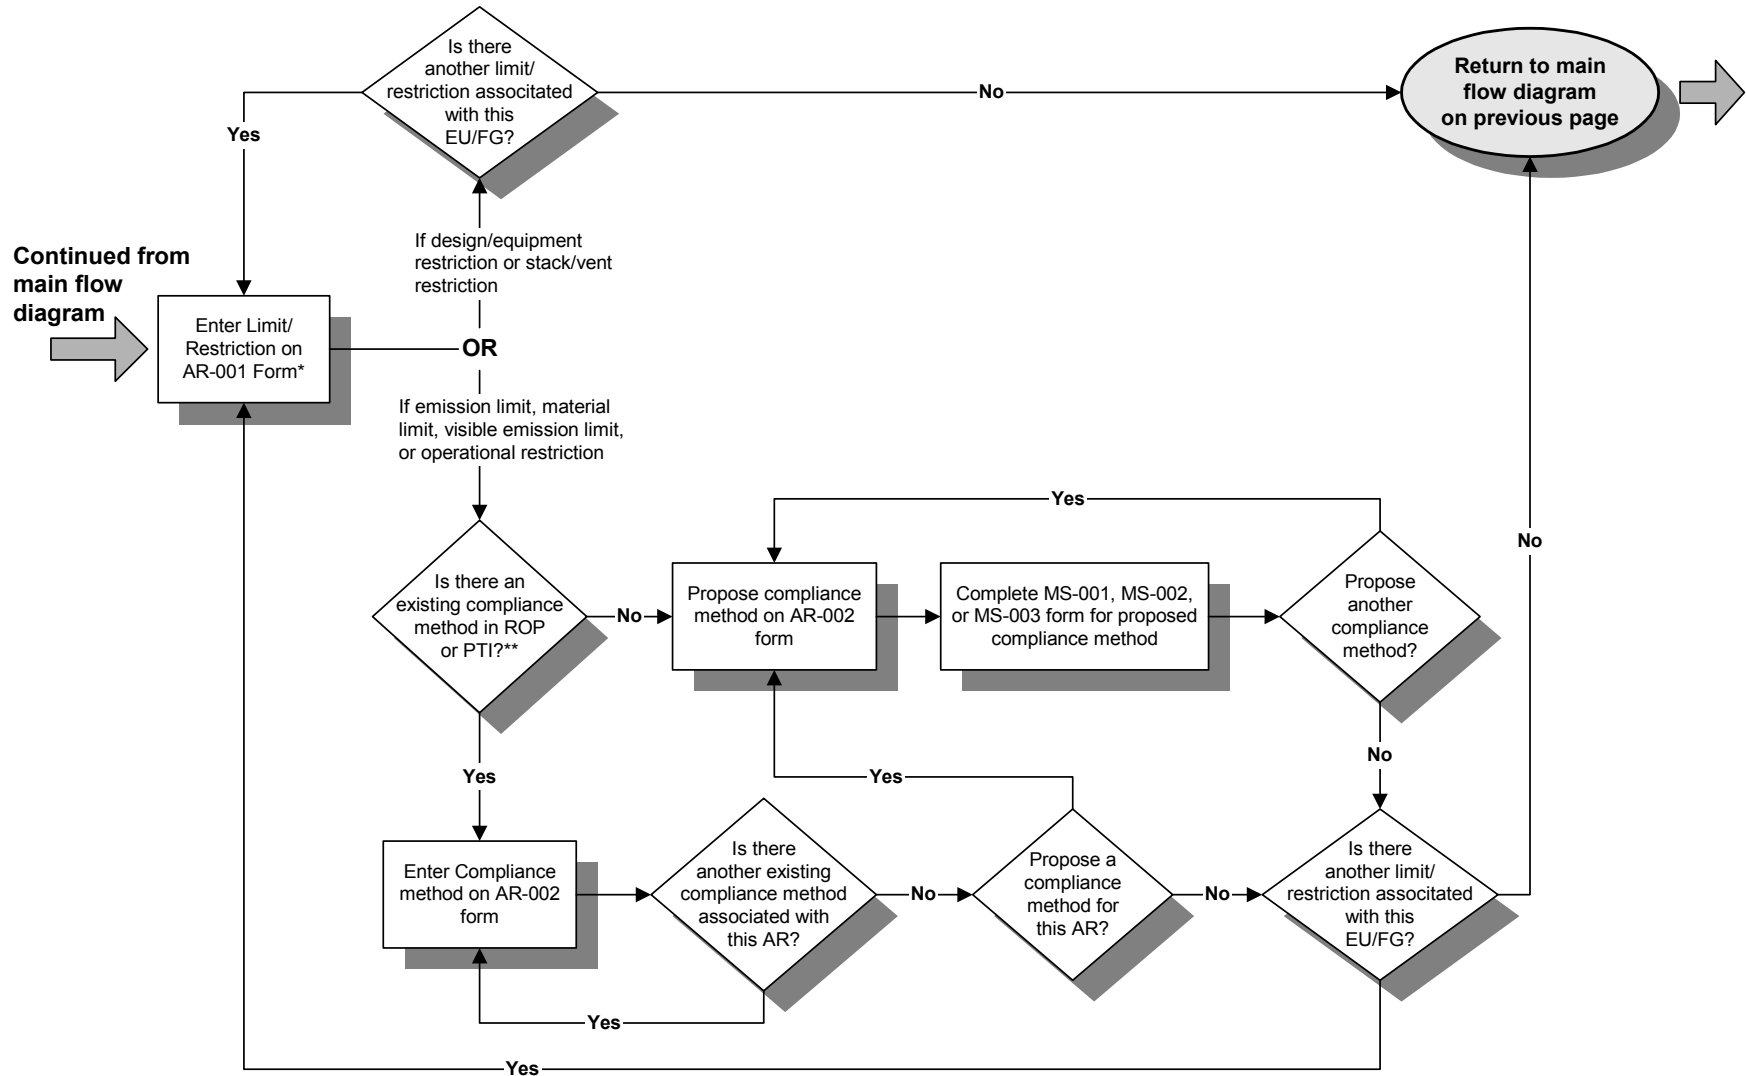 Is there
another limit/
restriction associtated
with this
EU/FG?
No
Return to main
flow diagram
on previous page
Yes
If design/equipment
restriction or stack/vent
restriction
Continued from
main flow
diagram
Enter Limit/
Restriction on
AR-001 Form*
OR
If emission limit, material
limit, visible emission limit,
or operational restriction
Yes
No
Is there an
existing compliance
method in ROP
or PTI?**
No
Propose compliance
method on AR-002
form
Complete MS-001, MS-002,
or MS-003 form for proposed
compliance method
Propose
another
compliance
method?
No
Yes
Yes
Enter Compliance
method on AR-002
form
Is there
another existing
compliance method
associated with
this AR?
No
Propose a
compliance
method for
this AR?
No
Is there
another limit/
restriction associtated
with this
EU/FG?
Yes
Yes